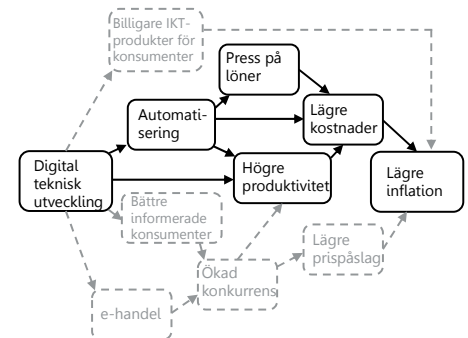 Billigare IKT-
produkter för
konsumenter
Press på
löner
Automati-
sering
Lägre
kostnader
Digital
teknisk
utveckling
Högre
produktivitet
Lägre
inflation
Bättre
informerade
konsumenter
Lägre
prispåslag
Ökad
konkurrens
e-handel